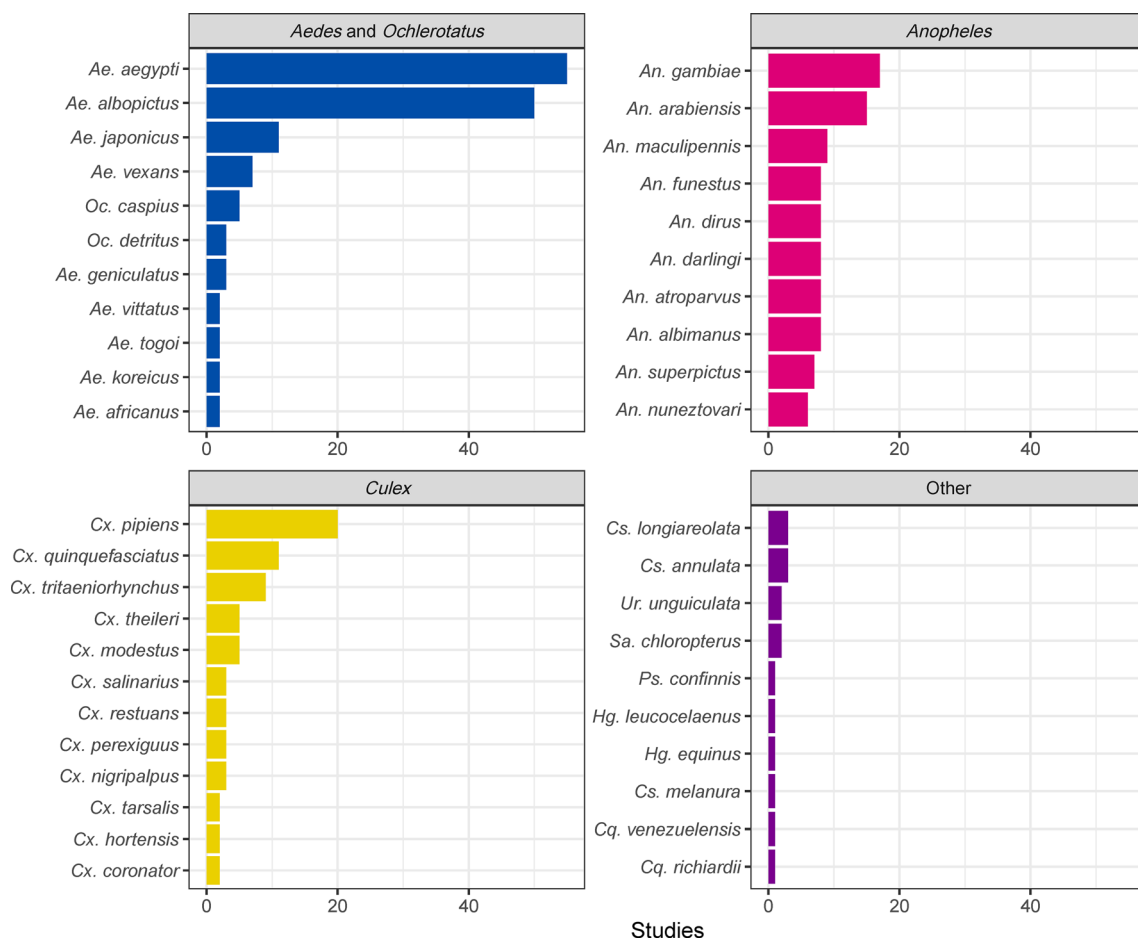 Aedes and Ochlerotatus
Ae. aegypti
Ae. albopictus
Ae. japonicus
Ae. vexans
Oc. caspius
Oc. detritus
Ae. geniculatus
Ae. vittatus
Ae. togoi
Ae. koreicus
Ae. africanus
0 20 40
Anopheles
An. gambiae
An. arabiensis
An. maculipennis
An. funestus
An. dirus
An. darlingi
An. atroparvus
An. albimanus
An. superpictus
An. nuneztovari
0 20 40
Culex
Cx. pipiens
Cx. quinquefasciatus
Cx. tritaeniorhynchus
Cx. theileri
Cx. modestus
Cx. salinarius
Cx. restuans
Cx. perexiguus
Cx. nigripalpus
Cx. tarsalis
Cx. hortensis
Cx. coronator
0 20 40
Other
Cs. longiareolata
Cs. annulata
Ur. unguiculata
Sa. chloropterus
Ps. confinnis
Hg. leucocelaenus
Hg. equinus
Cs. melanura
Cq. venezuelensis
Cq. richiardii
0 20 40
Studies